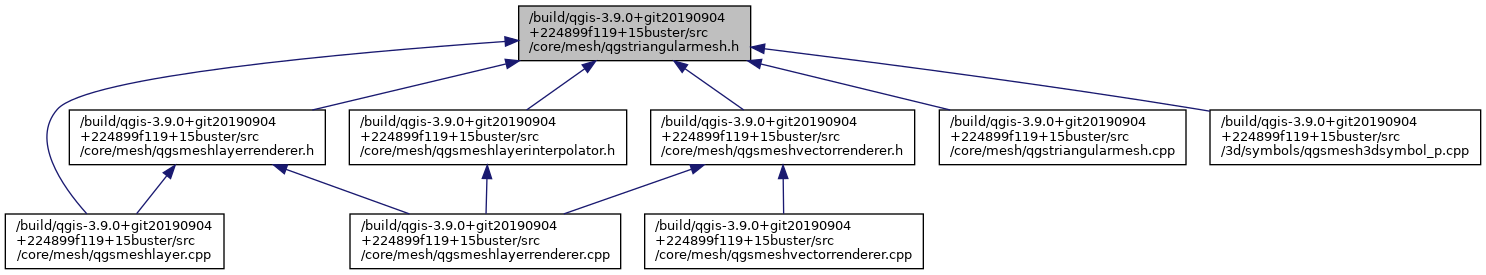 /build/qgis-3.9.0+git20190904
+224899f119+15buster/src
/core/mesh/qgstriangularmesh.h
/build/qgis-3.9.0+git20190904
+224899f119+15buster/src
/core/mesh/qgsmeshlayerrenderer.h
/build/qgis-3.9.0+git20190904
+224899f119+15buster/src
/core/mesh/qgsmeshlayerinterpolator.h
/build/qgis-3.9.0+git20190904
+224899f119+15buster/src
/core/mesh/qgsmeshvectorrenderer.h
/build/qgis-3.9.0+git20190904
+224899f119+15buster/src
/core/mesh/qgstriangularmesh.cpp
/build/qgis-3.9.0+git20190904
+224899f119+15buster/src
/3d/symbols/qgsmesh3dsymbol_p.cpp
/build/qgis-3.9.0+git20190904
+224899f119+15buster/src
/core/mesh/qgsmeshlayer.cpp
/build/qgis-3.9.0+git20190904
+224899f119+15buster/src
/core/mesh/qgsmeshlayerrenderer.cpp
/build/qgis-3.9.0+git20190904
+224899f119+15buster/src
/core/mesh/qgsmeshvectorrenderer.cpp